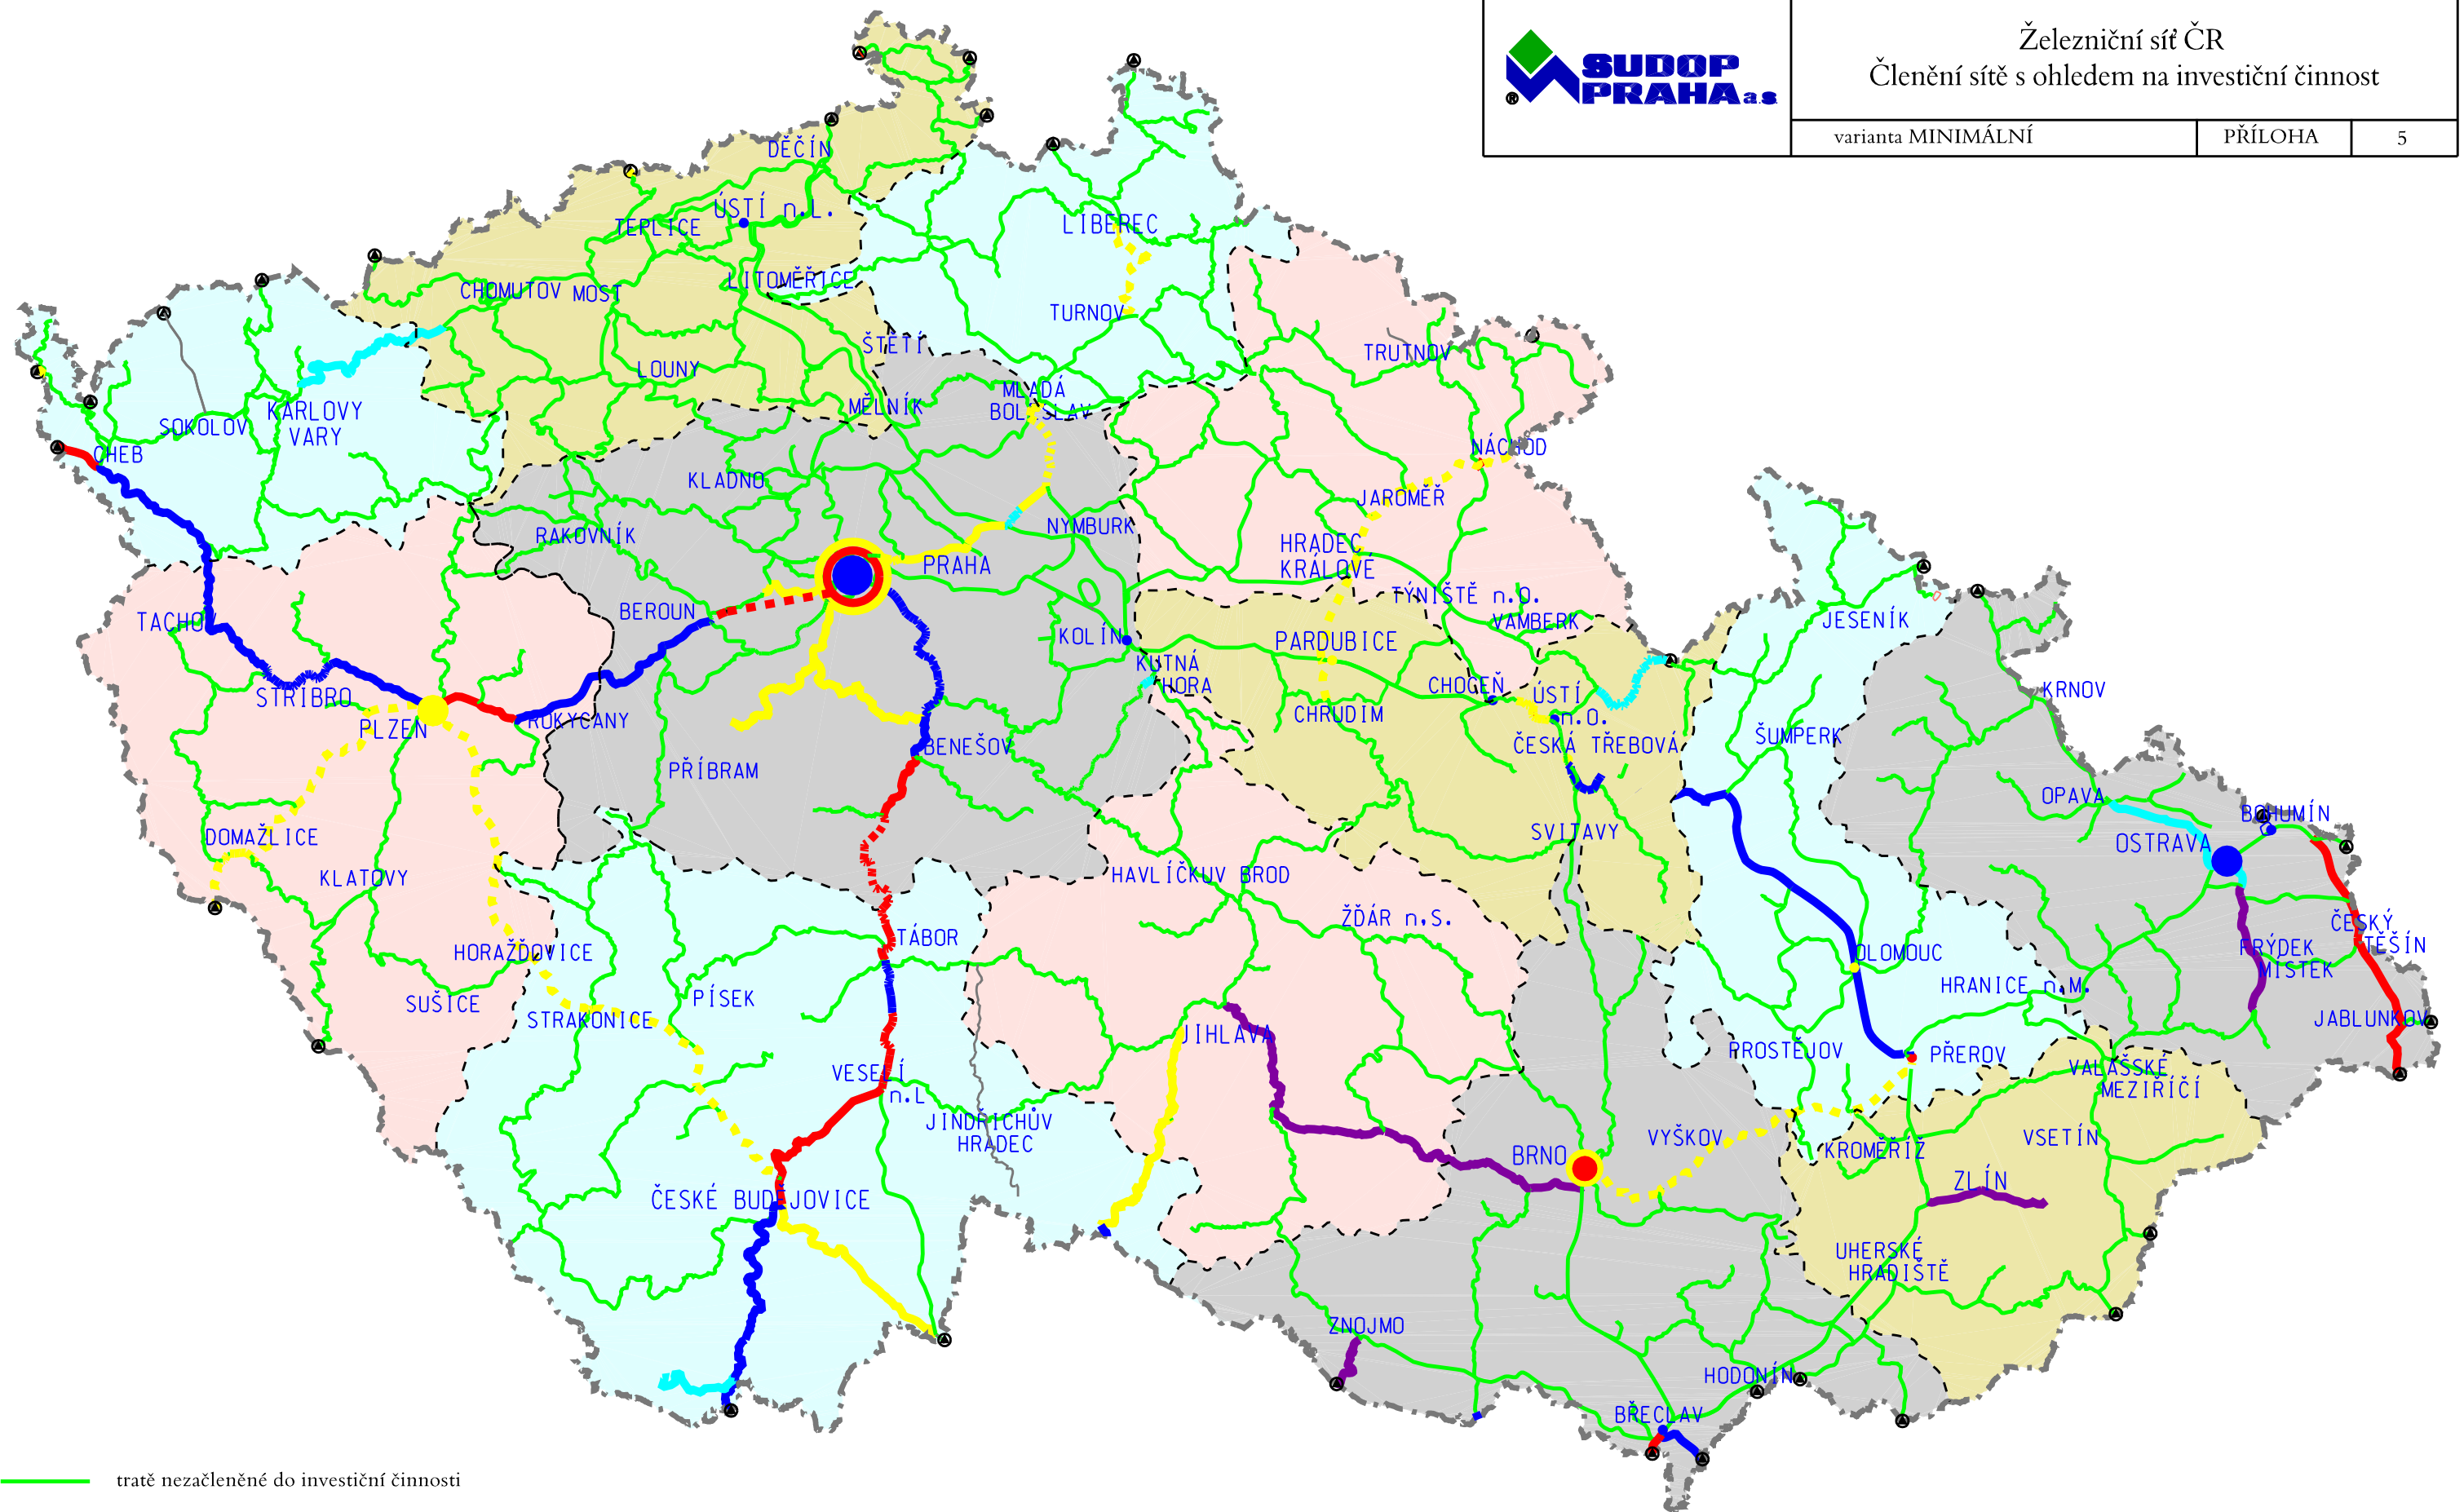 Železniční síť ČR
Členění sítě s ohledem na investiční činnost
SUDOP
PRAHA a.s
®
varianta MINIMÁLNÍ
PŘÍLOHA
5
DĚČÍN
ÚSTÍ n.L.
TEPLICE
LIBEREC
LITOMĚŘICE
CHOMUTOV
MOST
TURNOV
ŠTĚTÍ
TRUTNOV
LOUNY
MLADÁ
BOLESLAV
MĚLNÍK
KARLOVY
VARY
SOKOLOV
CHEB
NÁCHOD
KLADNO
JAROMĚŘ
NYMBURK
RAKOVNÍK
HRADEC
KRÁLOVÉ
PRAHA
TÝNIŠTĚ n.O.
BEROUN
VAMBERK
JESENÍK
TACHO
KOLÍN
PARDUBICE
KUTNÁ
HORA
CHOCEŇ
ÚSTÍ
n.O.
KRNOV
STŘÍBRO
CHRUDIM
ROKYCANY
PLZEN
ŠUMPERK
BENEŠOV
ČESKÁ TŘEBOVÁ
PŘÍBRAM
OPAVA
BOHUMÍN
DOMAŽLICE
SVITAVY
OSTRAVA
KLATOVY
HAVLÍČKUV BROD
ŽĎÁR n.S.
ČESKÝ
TĚŠÍN
TÁBOR
FRÝDEK
MÍSTEK
HORAŽĎOVICE
OLOMOUC
HRANICE n.M.
SUŠICE
PÍSEK
STRAKONICE
JABLUNKOV
JIHLAVA
PROSTĚJOV
PŘEROV
VESELÍ
n.L
VALAŠSKÉ
MEZIŘÍČÍ
JINDŘICHŮV
HRADEC
VYŠKOV
VSETÍN
BRNO
KROMĚŘÍŽ
ZLÍN
ČESKÉ BUDĚJOVICE
UHERSKÉ
HRADIŠTĚ
ZNOJMO
HODONÍN
BŘECLAV
tratě nezačleněné do investiční činnosti